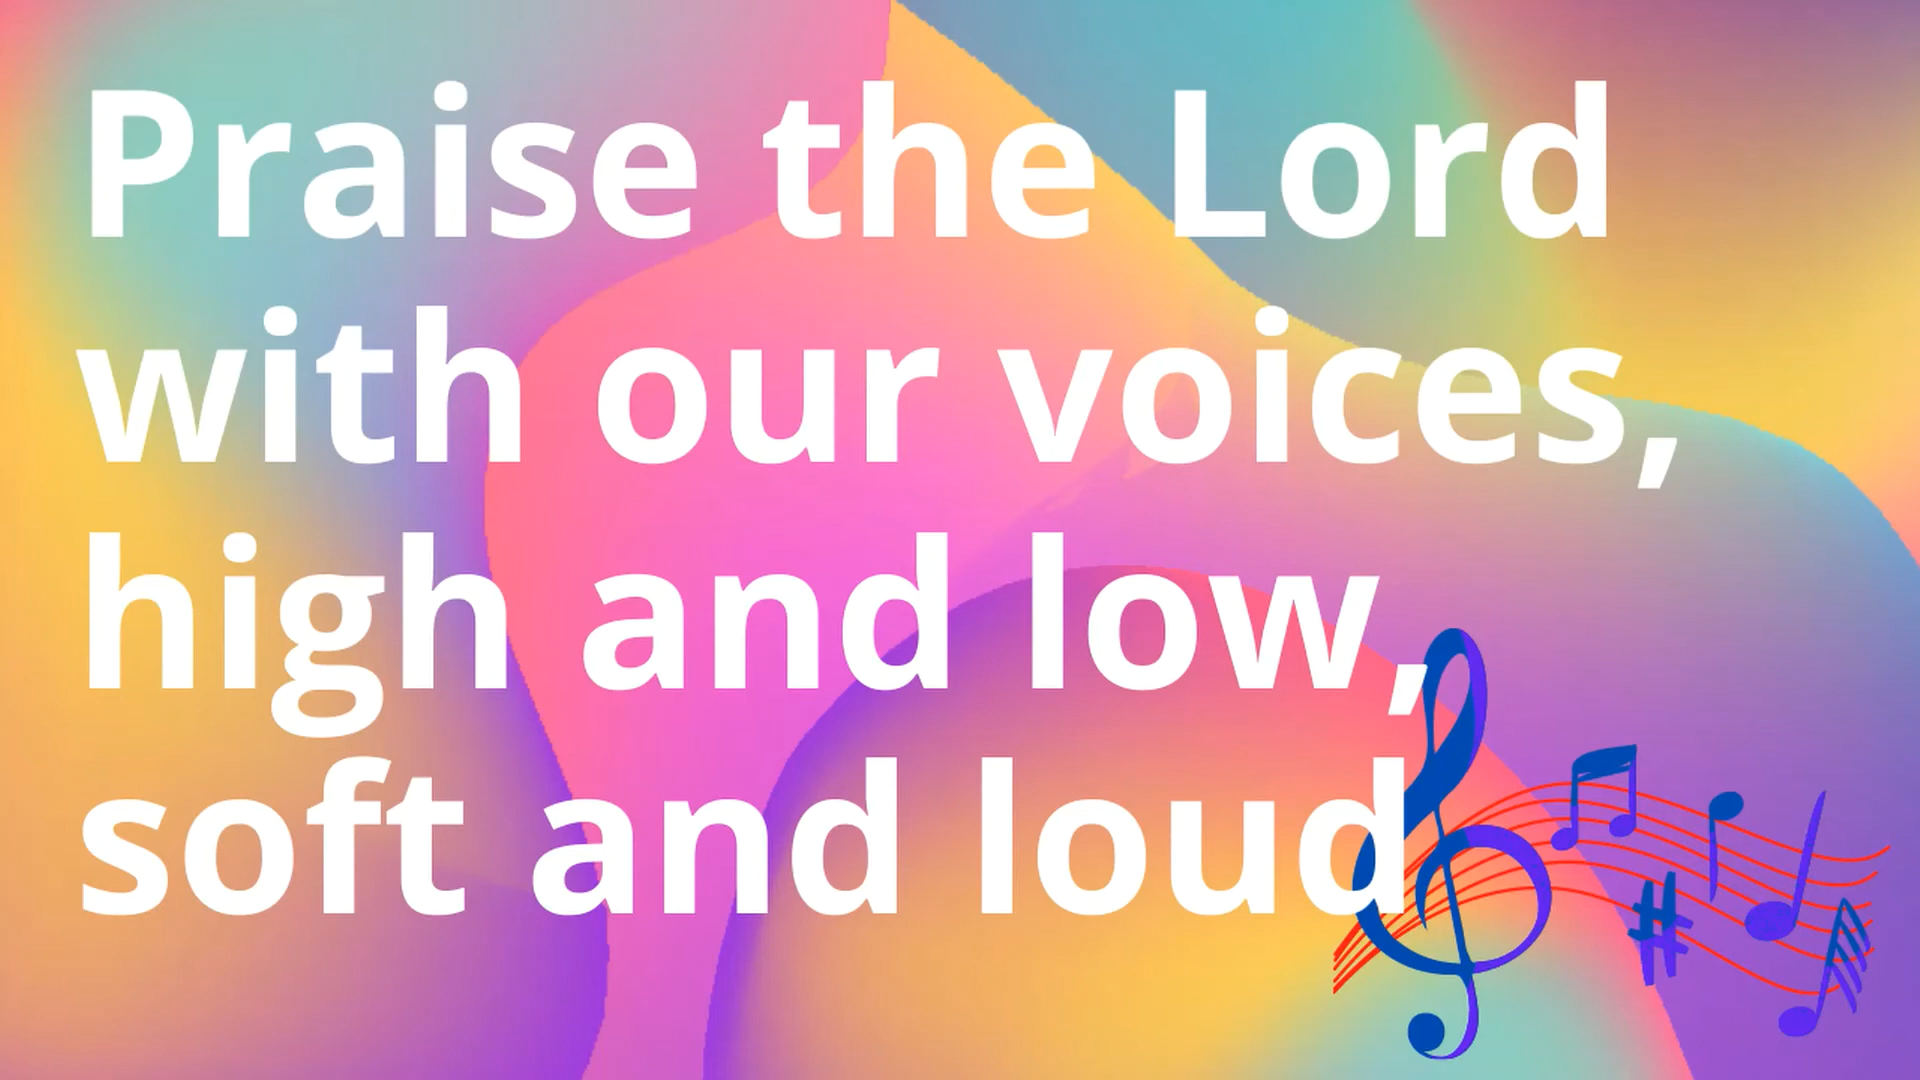 Praise the Lord
with our voices,
high and low,
soft and loud